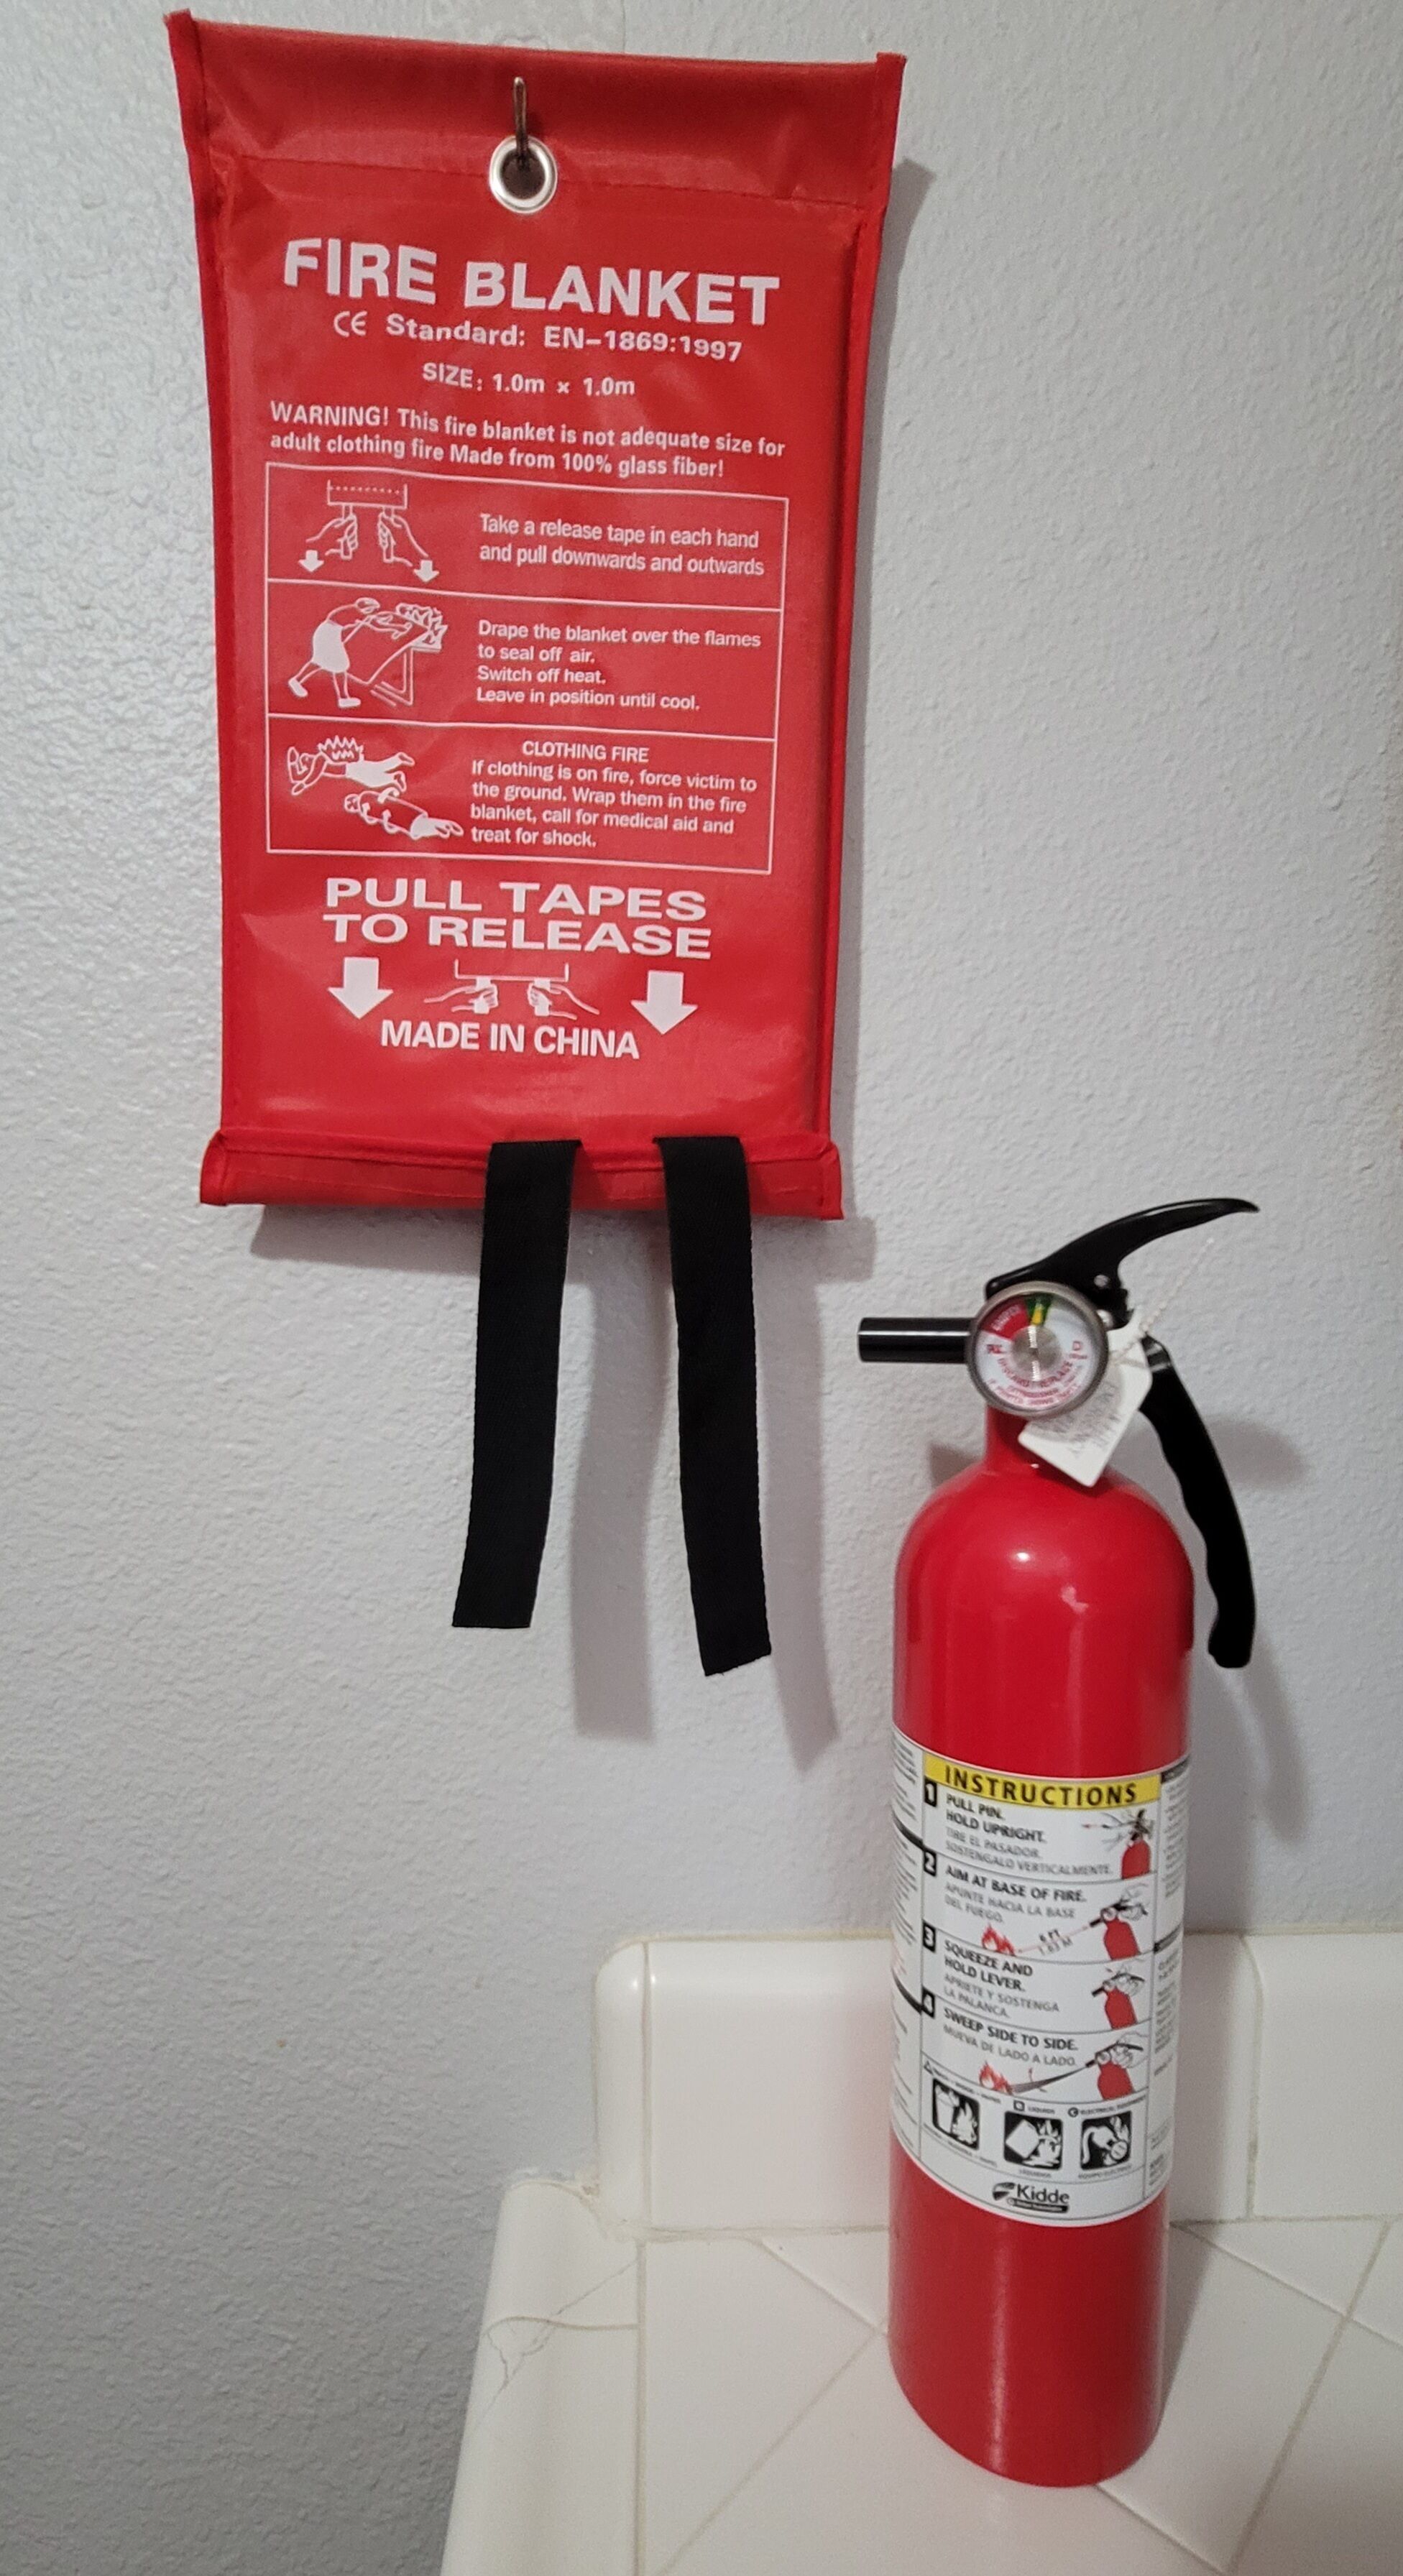 FIRE BLANKET
CE Standard: EN-1869:1997
SIZE: 1.0m x 1.0m
WARNING! This fire blanket is not adequate size for
adult clothing fire Made from 100% glass fiber!
Take a release tape in each hand
and pull downwards and outwards
Drape the blanket over the flames
to seal off air.
Switch off heat.
Leave in position until cool.
CLOTHING FIRE
If clothing is on fire, force victim to
the ground. Wrap them in the fire
blanket, call for medical aid and
treat for shock.
PULL TAPES
TO RELEASE
MADE IN CHINA
INSTRUCTIONS
1 PULL PIN.
HOLD UPRIGHT.
TIRE EL PASADOR.
SOSTENGALO VERTICALMENTE.
2 AIM AT BASE OF FIRE.
APUNTE HACIA LA BASE
DEL FUEGO.
6 FT
3 SQUEEZE AND
HOLD LEVER.
APRIETE Y SOSTENGA
LA PALANCA.
4 SWEEP SIDE TO SIDE.
MUEVA DE LADO A LADO.
Kidde